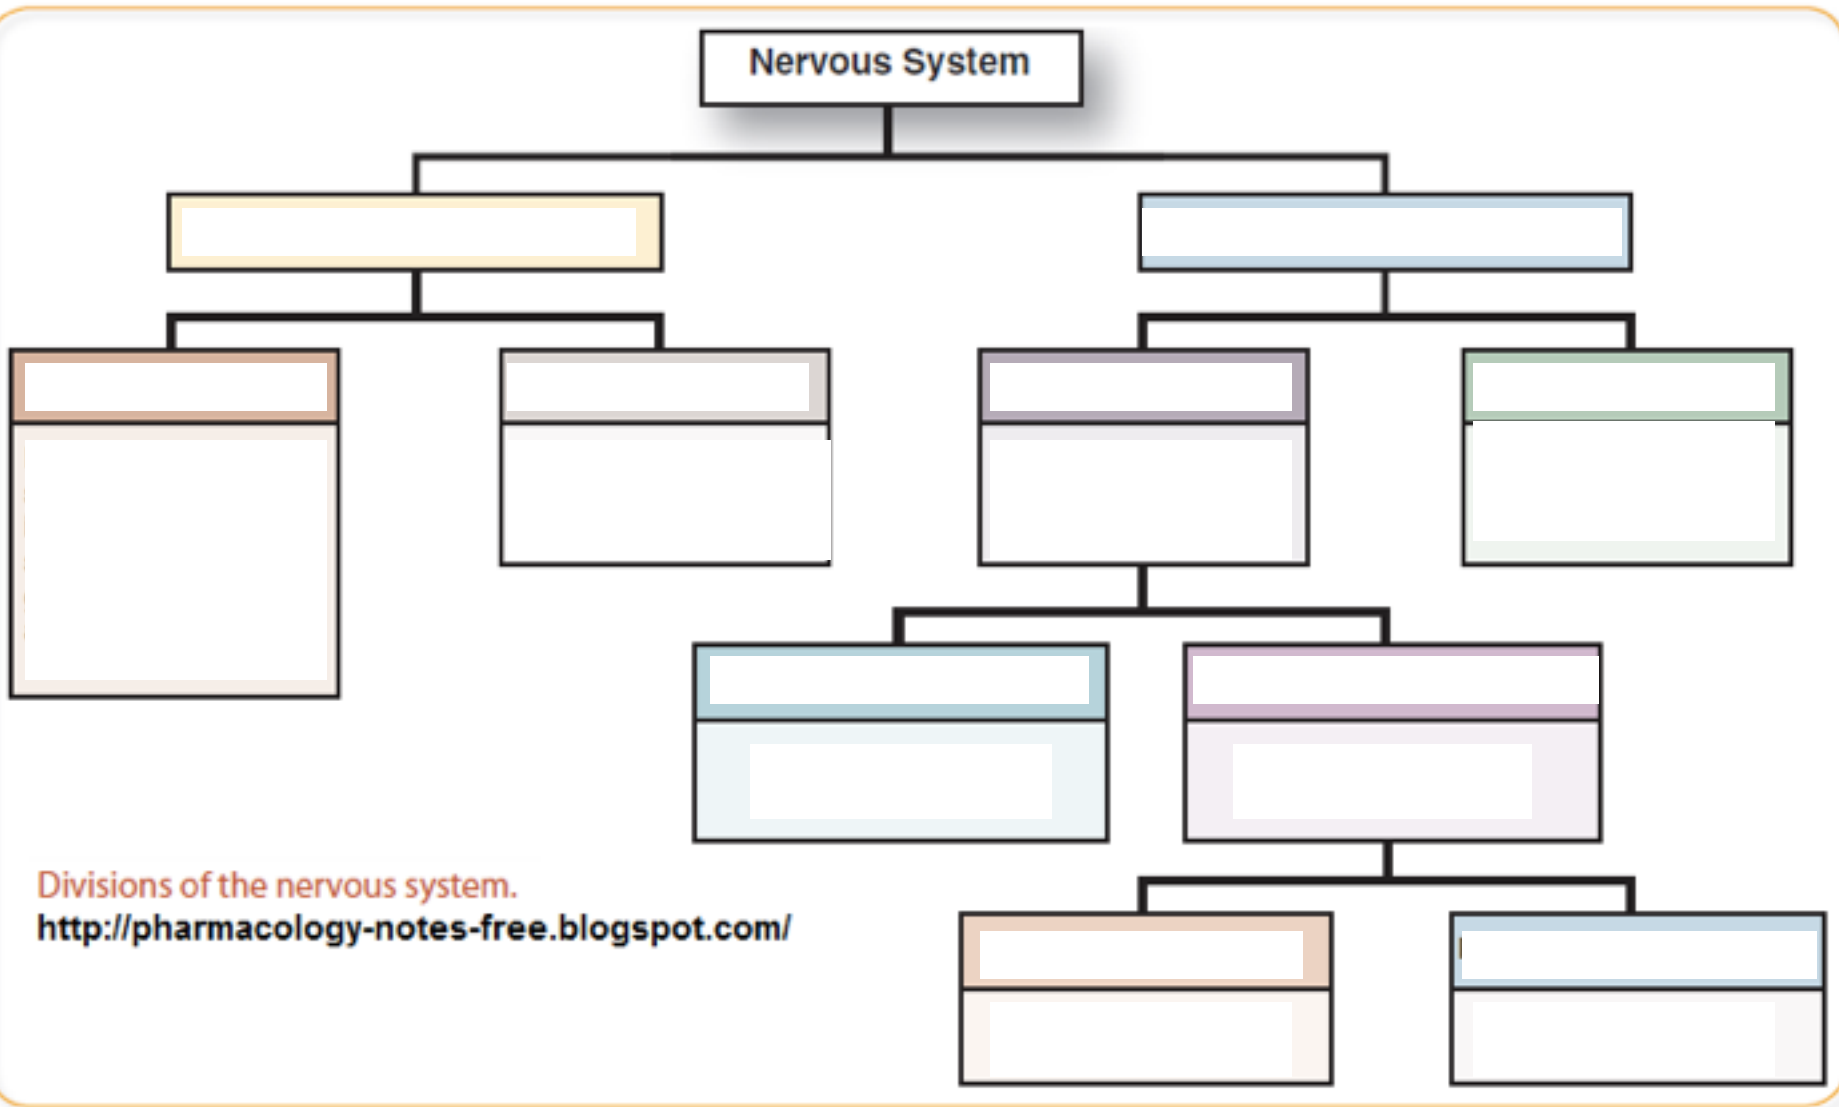 Nervous System
Divisions of the nervous system.
http://pharmacology-notes-free.blogspot.com/